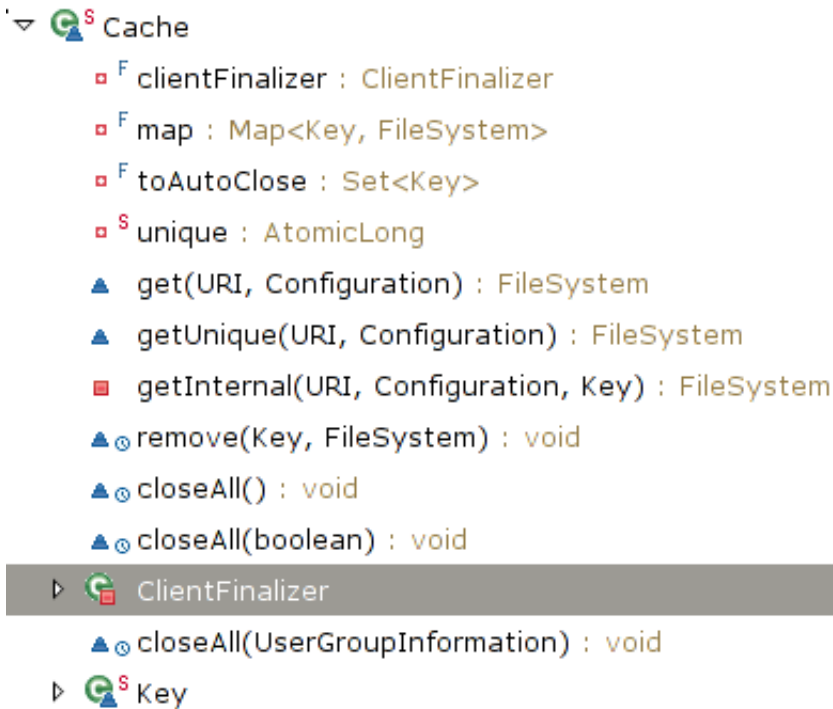 S Cache
F clientFinalizer : ClientFinalizer
F map : Map<Key, FileSystem>
F toAutoClose : Set<Key>
S unique : AtomicLong
get(URI, Configuration) : FileSystem
getUnique(URI, Configuration) : FileSystem
getInternal(URI, Configuration, Key) : FileSystem
remove(Key, FileSystem) : void
closeAll() : void
closeAll(boolean) : void
ClientFinalizer
closeAll(UserGroupInformation) : void
S Key